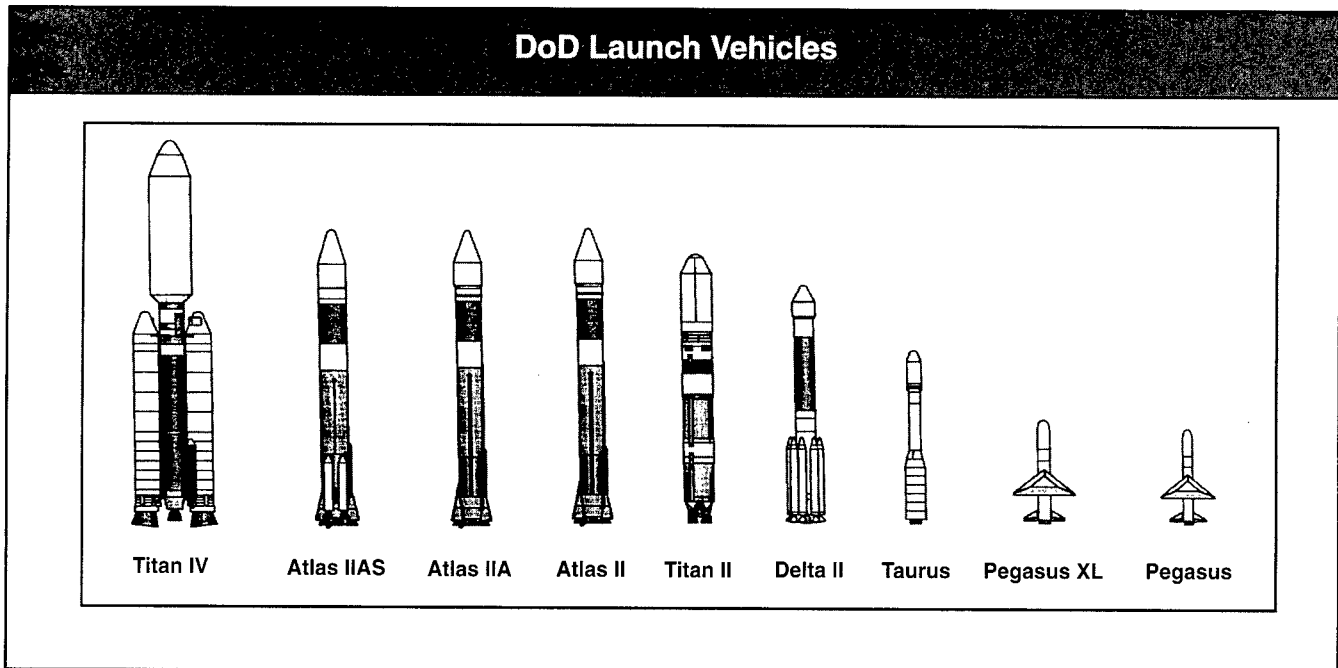 DoD Launch Vehicles
Titan IV Atlas IIAS Atlas IIA Atlas II Titan II Delta II Taurus Pegasus XL Pegasus